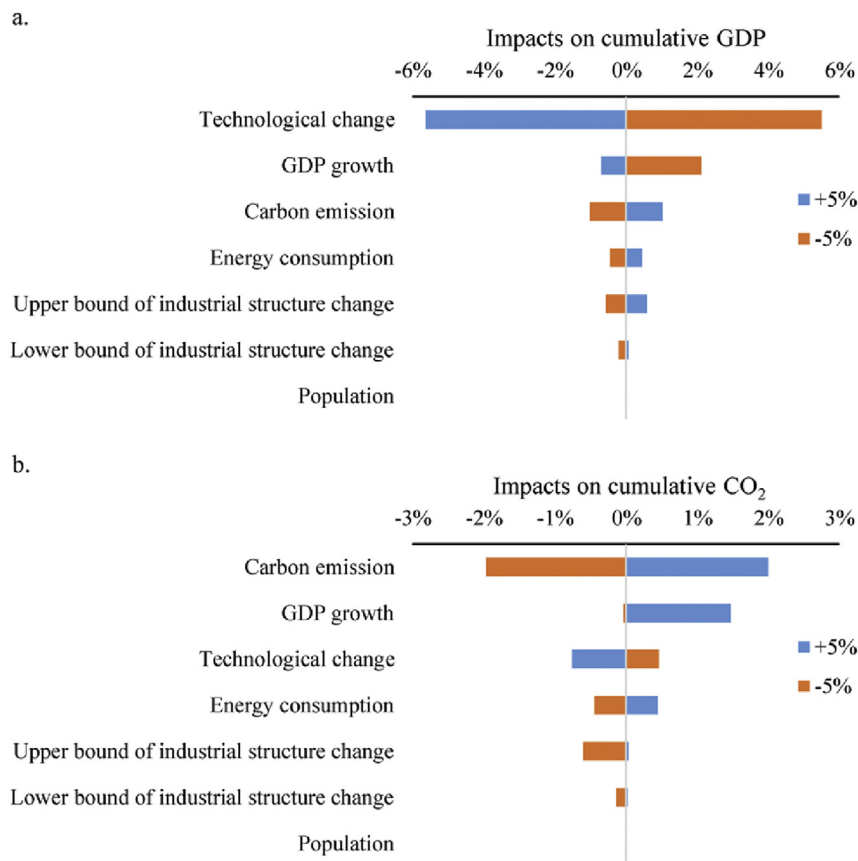 a.
Impacts on cumulative GDP
-6% -4% -2% 0% 2% 4% 6%
Technological change
GDP growth
+5%
Carbon emission
-5%
Energy consumption
Upper bound of industrial structure change
Lower bound of industrial structure change
Population
b.
Impacts on cumulative CO₂
-3% -2% -1% 0% 1% 2% 3%
Carbon emission
GDP growth
+5%
Technological change
-5%
Energy consumption
Upper bound of industrial structure change
Lower bound of industrial structure change
Population